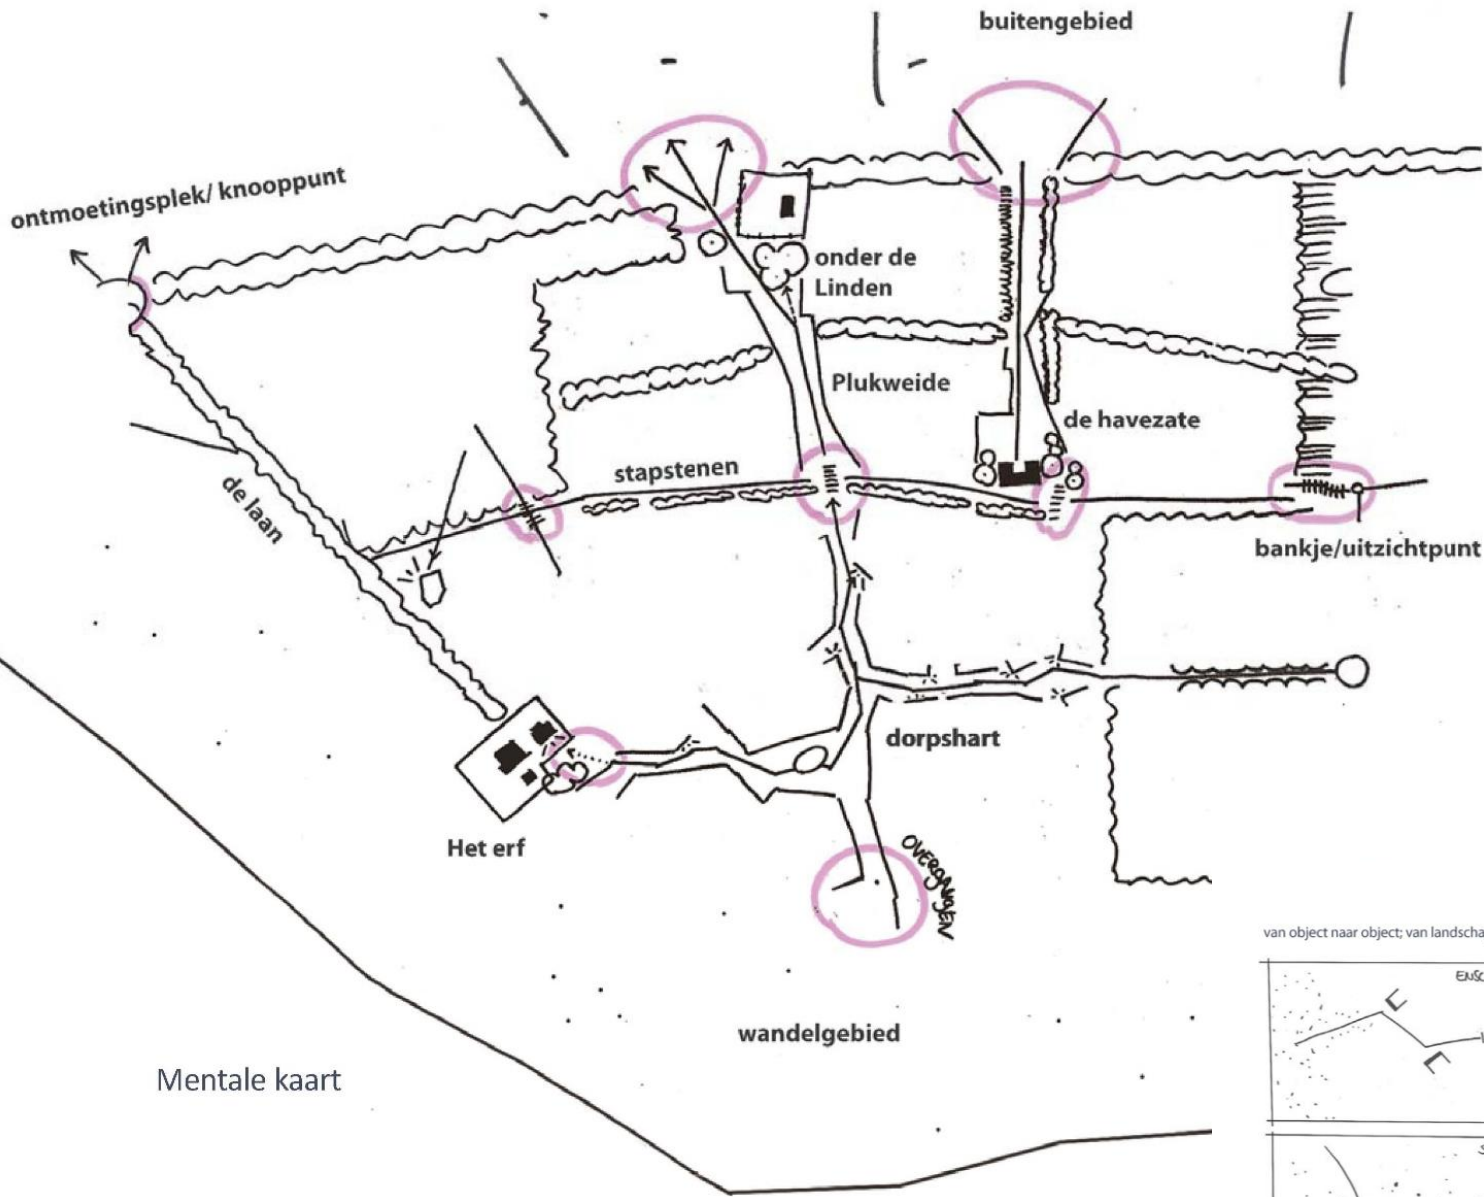 buitengebied
ontmoetingsplek/ knooppunt
onder de
Linden
Plukweide
de havezate
stapstenen
de laan
bankje/uitzichtpunt
dorpshart
Het erf
OVERGANGEN
van object naar object; van landscha
ENSC
wandelgebied
Mentale kaart